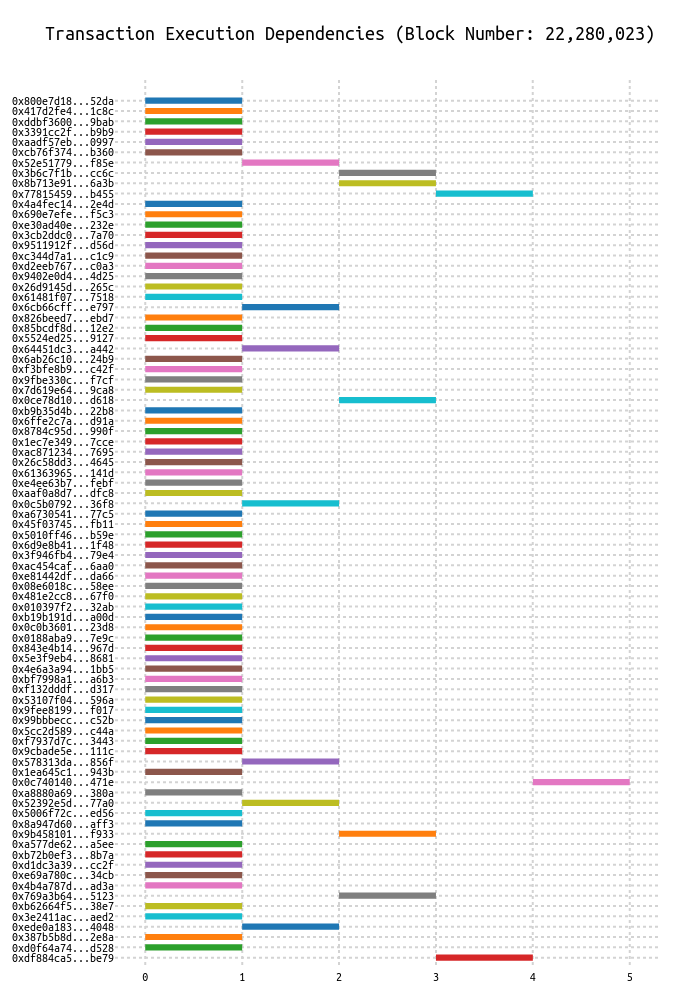 Transaction Execution Dependencies (Block Number: 22,280,023)
0x800e7d18...52da
0x417d2fe4...1c8c
0xddbf3600...9bab
0x3391cc2f...b9b9
0xaadf57eb...0997
0xcb76f374...b360
0x52e51779...f85e
0x3b6c7f1b...cc6c
0x8b713e91...6a3b
0x77815459...b455
0x4a4fec14...2e4d
0x690e7efe...f5c3
0xe30ad40e...232e
0x3cb2ddc0...7a70
0x9511912f...d56d
0xc344d7a1...c1c9
0xd2eeb767...c0a3
0x9402e0d4...4d25
0x26d9145d...265c
0x61481f07...7518
0x6cb66cff...e797
0x826beed7...ebd7
0x85bcdf8d...12e2
0x5524ed25...9127
0x64451dc3...a442
0x6ab26c10...24b9
0xf3bfe8b9...c42f
0x9fbe330c...f7cf
0x7d619e64...9ca8
0x0ce78d10...d618
0xb9b35d4b...22b8
0x6ffe2c7a...d91a
0x8784c95d...990f
0x1ec7e349...7cce
0xac871234...7695
0x26c58dd3...4645
0x61363965...141d
0xe4ee63b7...febf
0xaaf0a8d7...dfc8
0x0c5b0792...36f8
0xa6730541...77c5
0x45f03745...fb11
0x5010ff46...b59e
0x6d9e8b41...1f48
0x3f946fb4...79e4
0xac454caf...6aa0
0xe81442df...da66
0x08e6018c...58ee
0x481e2cc8...67f0
0x010397f2...32ab
0xb19b191d...a00d
0x0c0b3601...23d8
0x0188aba9...7e9c
0x843e4b14...967d
0x5e3f9eb4...8681
0x4e6a3a94...1bb5
0xbf7998a1...a6b3
0xf132dddf...d317
0x53107f04...596a
0x9fee8199...f017
0x99bbbecc...c52b
0x5cc2d589...c44a
0xf7937d7c...3443
0x9cbade5e...111c
0x578313da...856f
0x1ea645c1...943b
0x0c740140...471e
0xa8880a69...380a
0x52392e5d...77a0
0x5006f72c...ed56
0x8a947d60...aff3
0x9b458101...f933
0xa577de62...a5ee
0xb72b0ef3...8b7a
0xd1dc3a39...cc2f
0xe69a780c...34cb
0x4b4a787d...ad3a
0x769a3b64...5123
0xb62664f5...38e7
0x3e2411ac...aed2
0xede0a183...4048
0x387b5b8d...2e8a
0xd0f64a74...d528
0xdf884ca5...be79
0 1 2 3 4 5